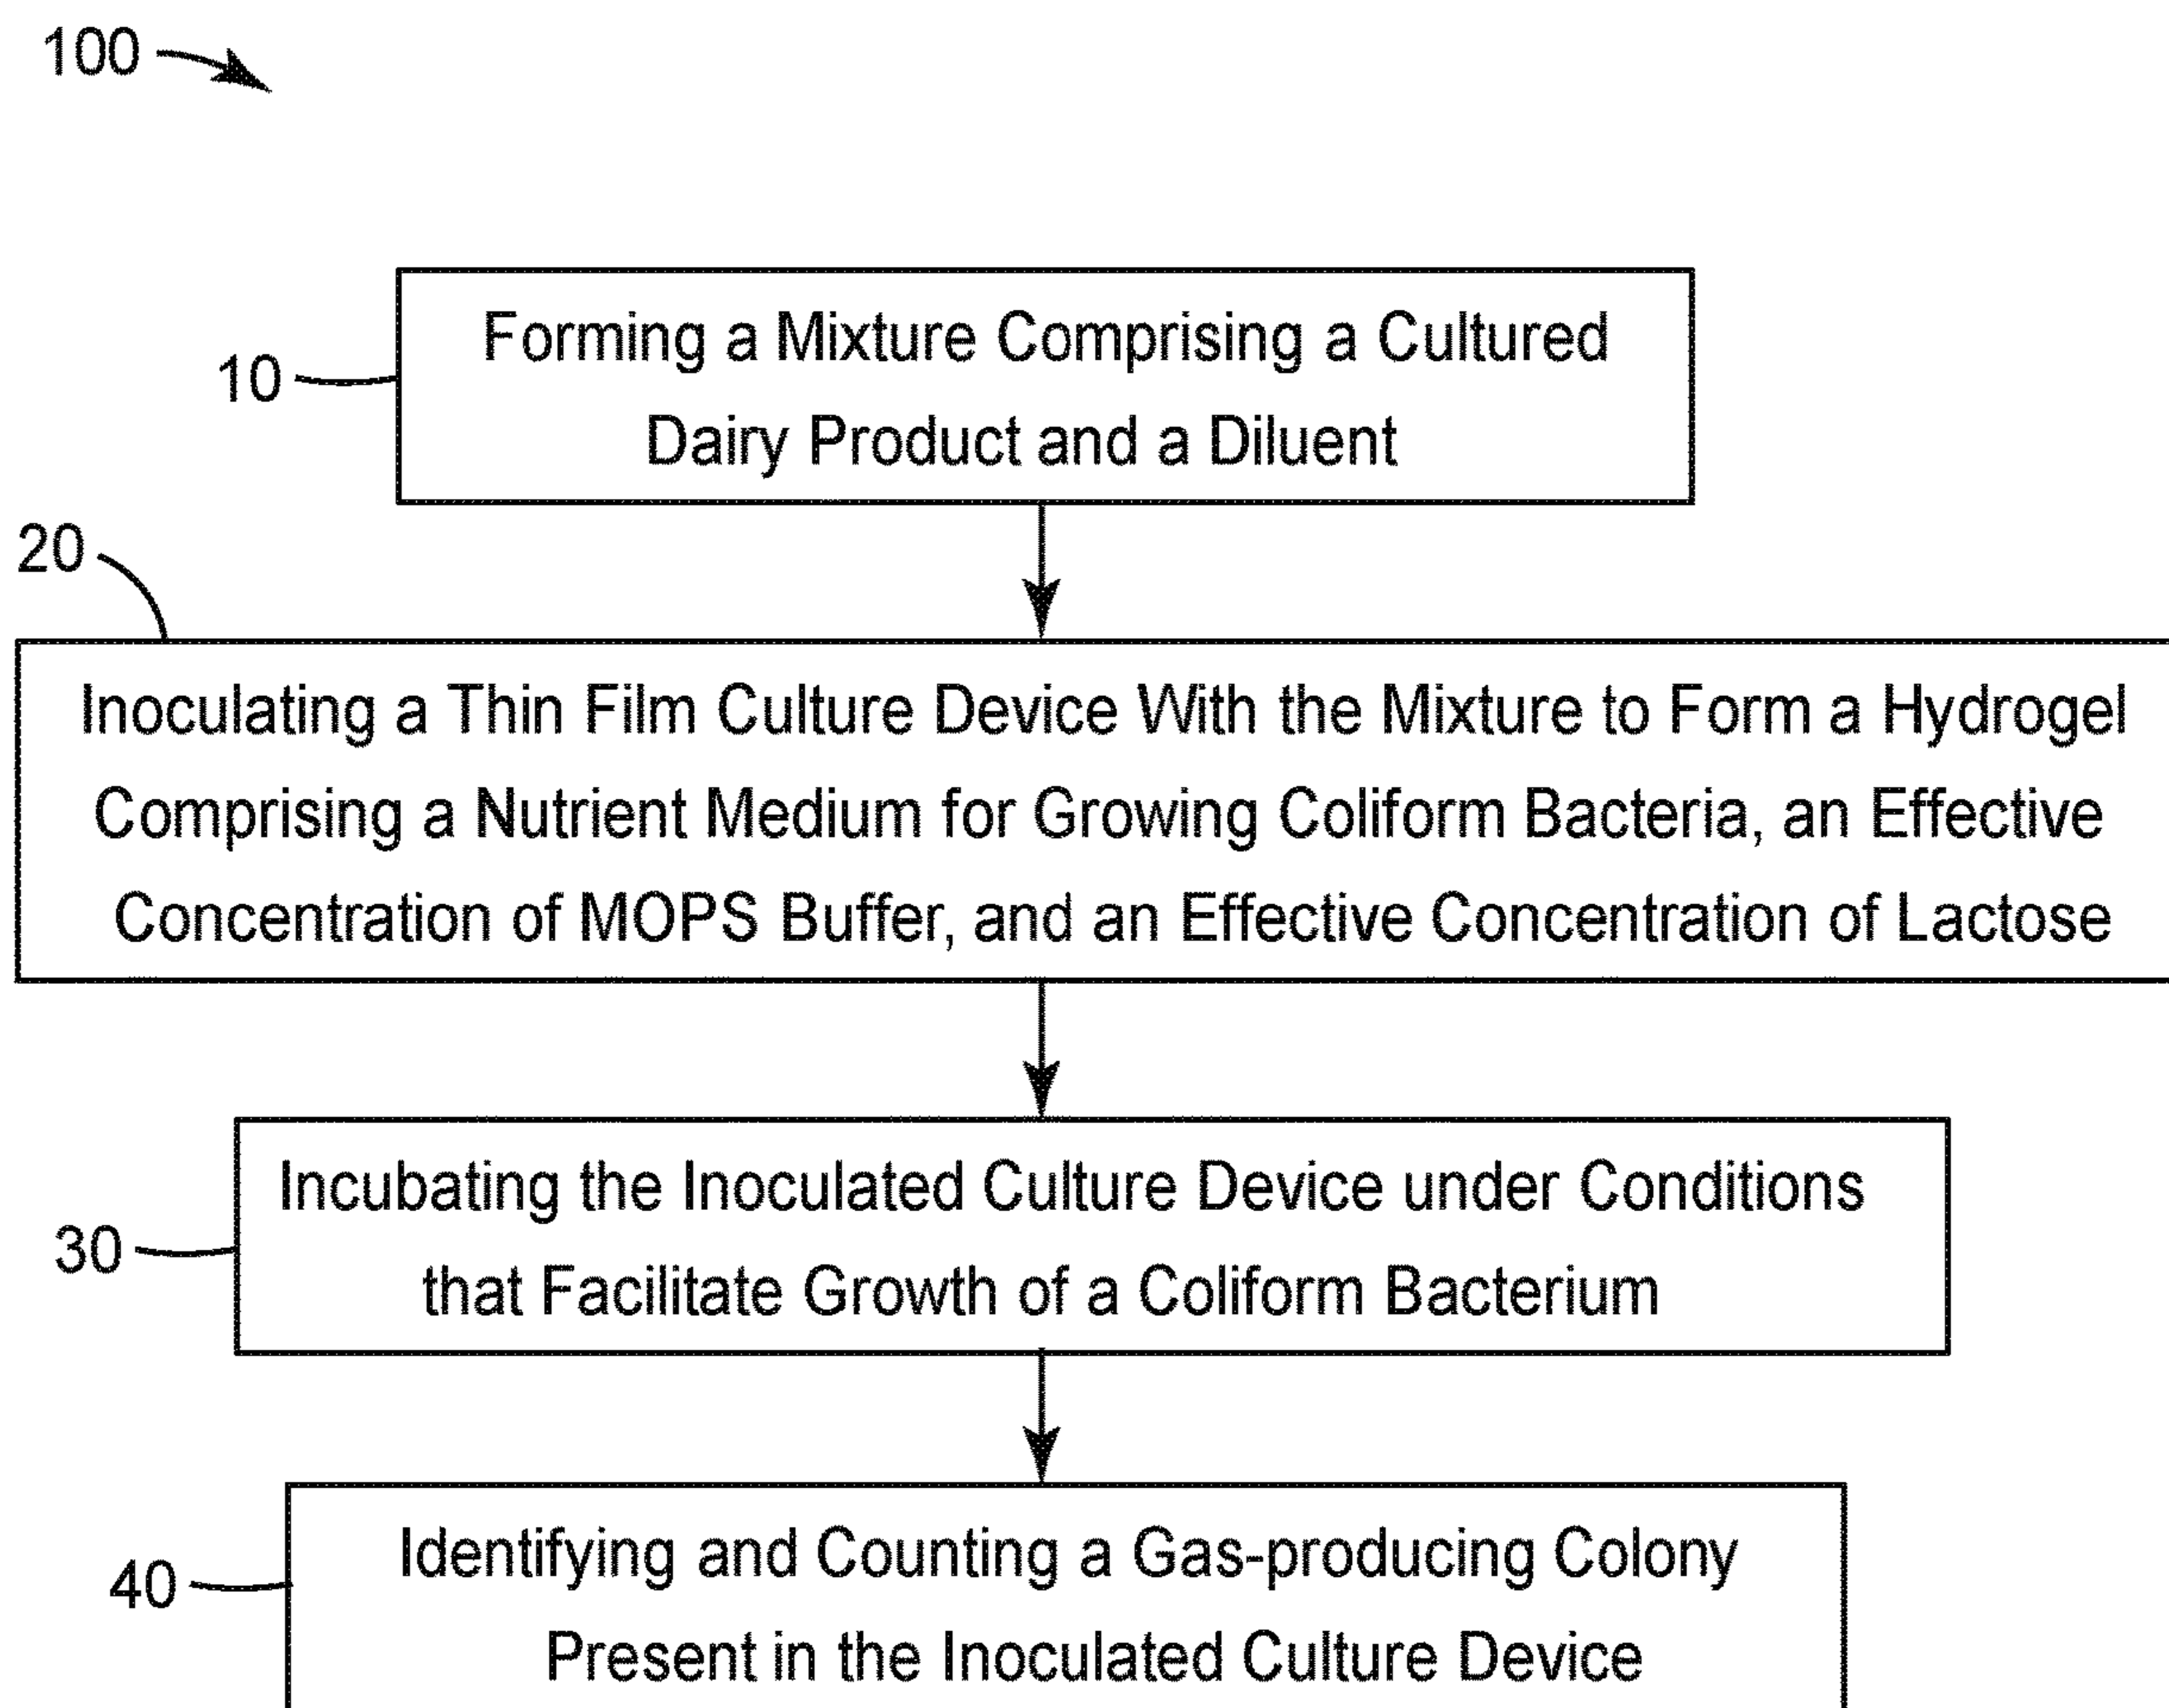 100
10
Forming a Mixture Comprising a Cultured
Dairy Product and a Diluent
20
Inoculating a Thin Film Culture Device With the Mixture to Form a Hydrogel
Comprising a Nutrient Medium for Growing Coliform Bacteria, an Effective
Concentration of MOPS Buffer, and an Effective Concentration of Lactose
30
Incubating the Inoculated Culture Device under Conditions
that Facilitate Growth of a Coliform Bacterium
40
Identifying and Counting a Gas-producing Colony
Present in the Inoculated Culture Device